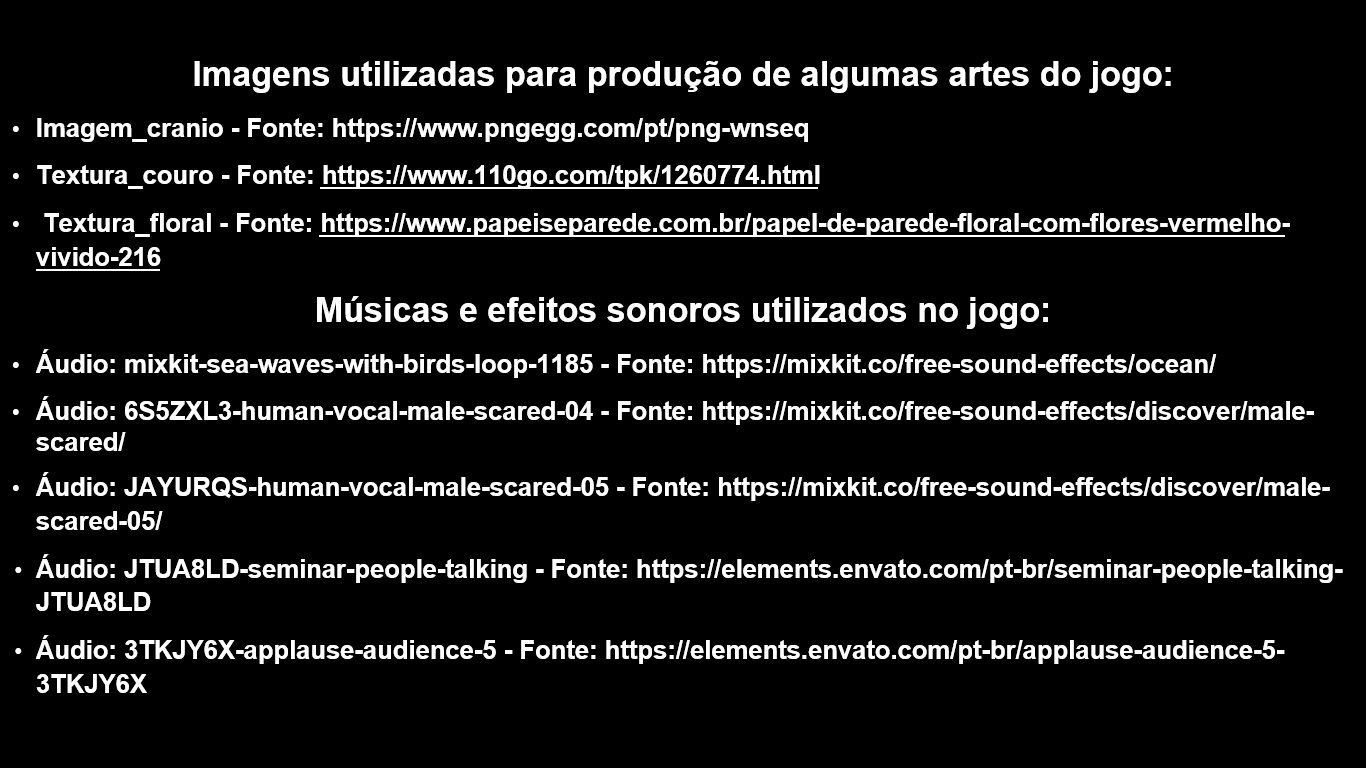 Imagens utilizadas para produção de algumas artes do jogo:
• Imagem_cranio - Fonte: https://www.pngegg.com/pt/png-wnseq
• Textura_couro - Fonte: https://www.110go.com/tpk/1260774.html
• Textura_floral - Fonte: https://www.papeiseparede.com.br/papel-de-parede-floral-com-flores-vermelho-
vivido-216
Músicas e efeitos sonoros utilizados no jogo:
• Áudio: mixkit-sea-waves-with-birds-loop-1185 - Fonte: https://mixkit.co/free-sound-effects/ocean/
• Áudio: 6S5ZXL3-human-vocal-male-scared-04 - Fonte: https://mixkit.co/free-sound-effects/discover/male-
scared/
• Áudio: JAYURQS-human-vocal-male-scared-05 - Fonte: https://mixkit.co/free-sound-effects/discover/male-
scared-05/
• Áudio: JTUA8LD-seminar-people-talking - Fonte: https://elements.envato.com/pt-br/seminar-people-talking-
JTUA8LD
• Áudio: 3TKJY6X-applause-audience-5 - Fonte: https://elements.envato.com/pt-br/applause-audience-5-
3TKJY6X